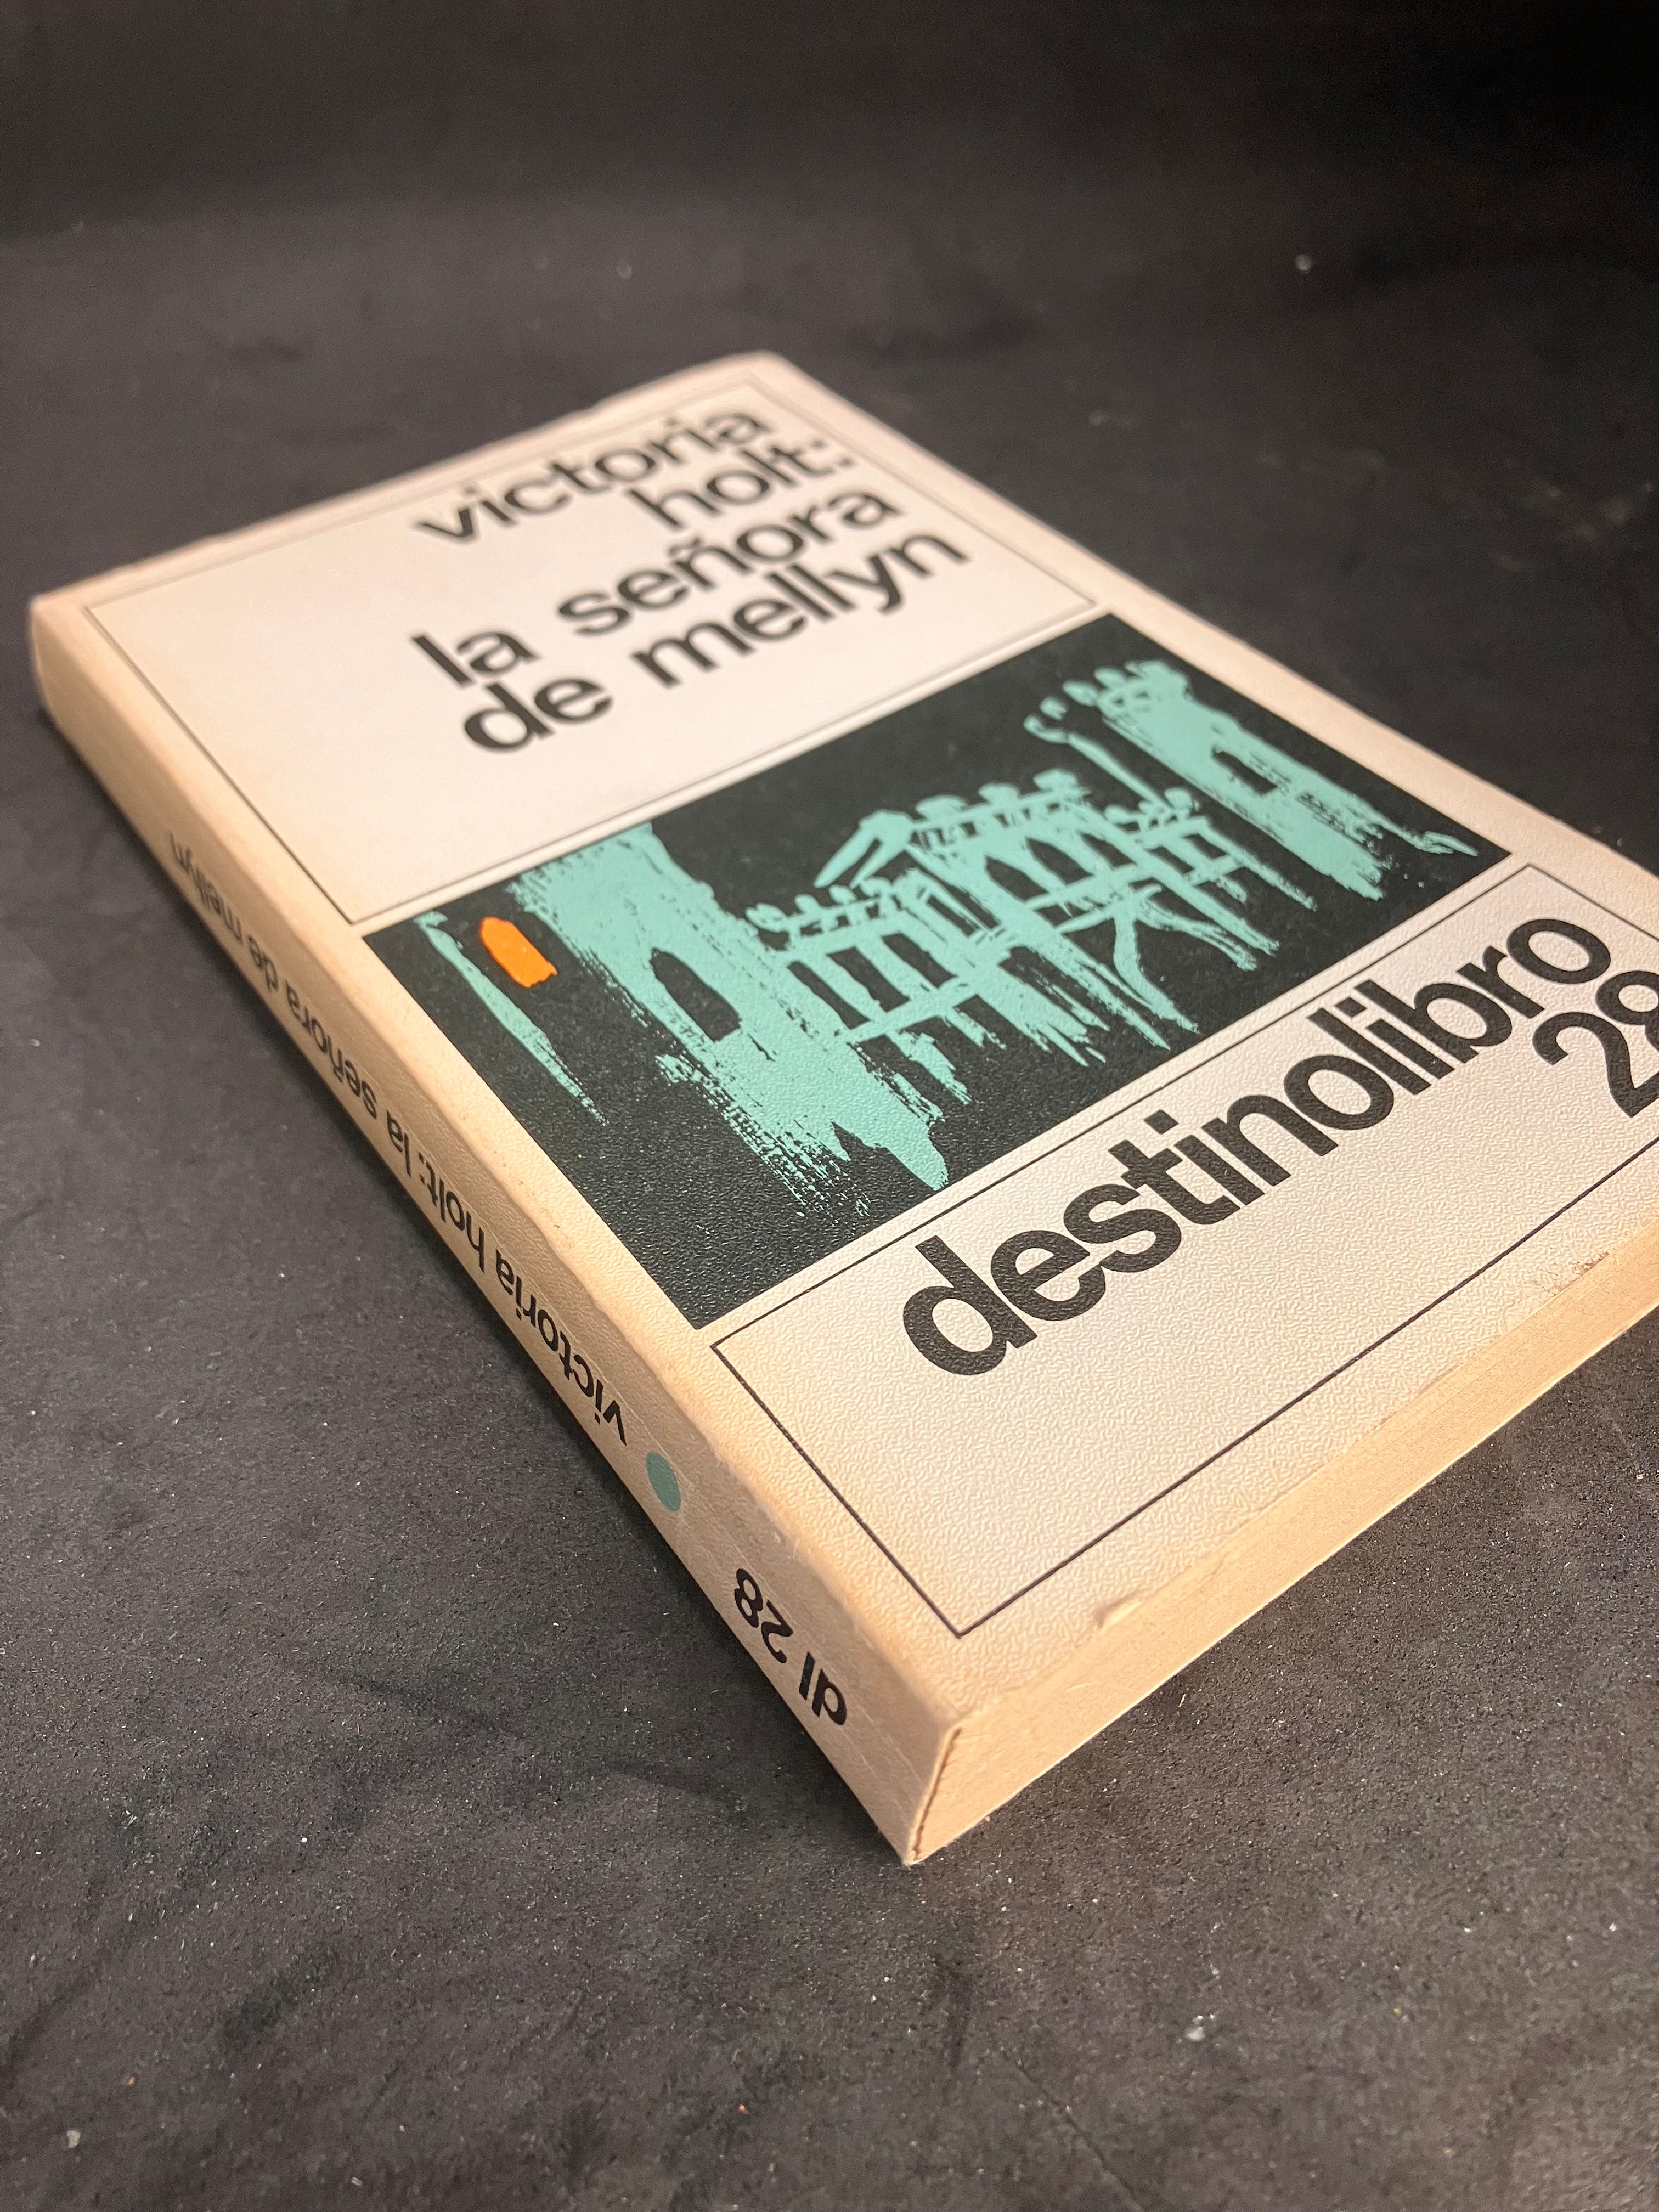 victoria
holt:
la señora
de mellyn
destinolibro
28
dl 28
victoria holt: la señora de mellyn